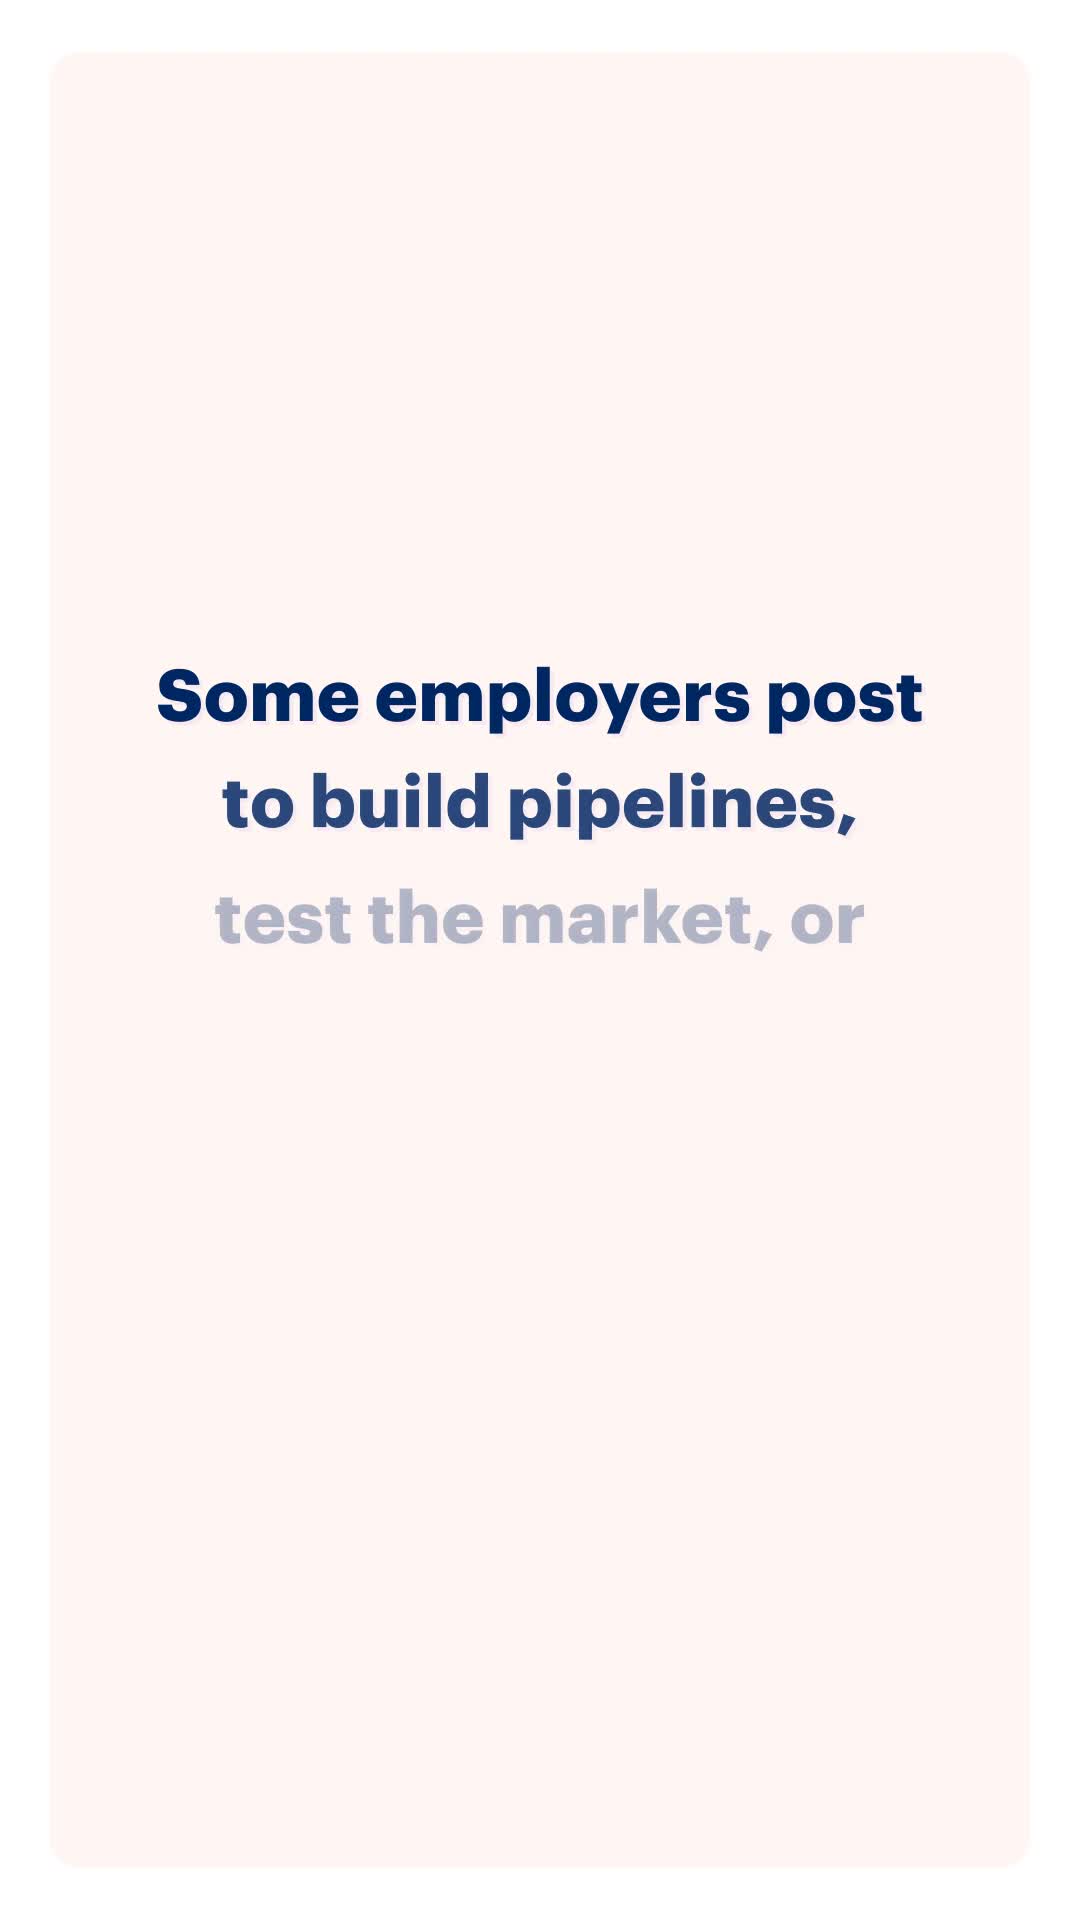 Some employers post
to build pipelines,
test the market, or